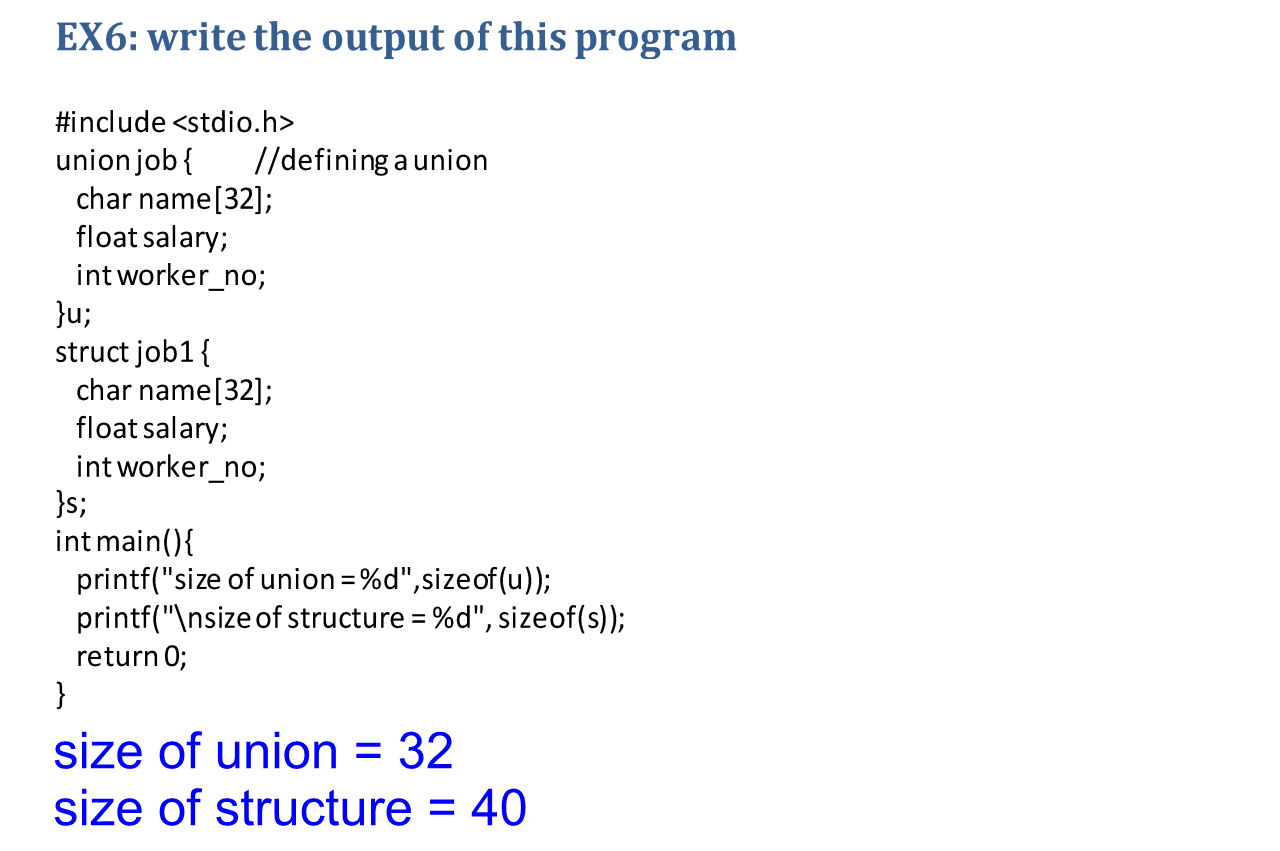 EX6: write the output of this program
#include <stdio.h>
union job {        //defining a union
char name[32];
float salary;
int worker_no;
}u;
struct job1 {
char name[32];
float salary;
int worker_no;
}s;
int main(){
printf("size of union = %d",sizeof(u));
printf("\nsize of structure = %d", sizeof(s));
return 0;
}
size of union = 32
size of structure = 40